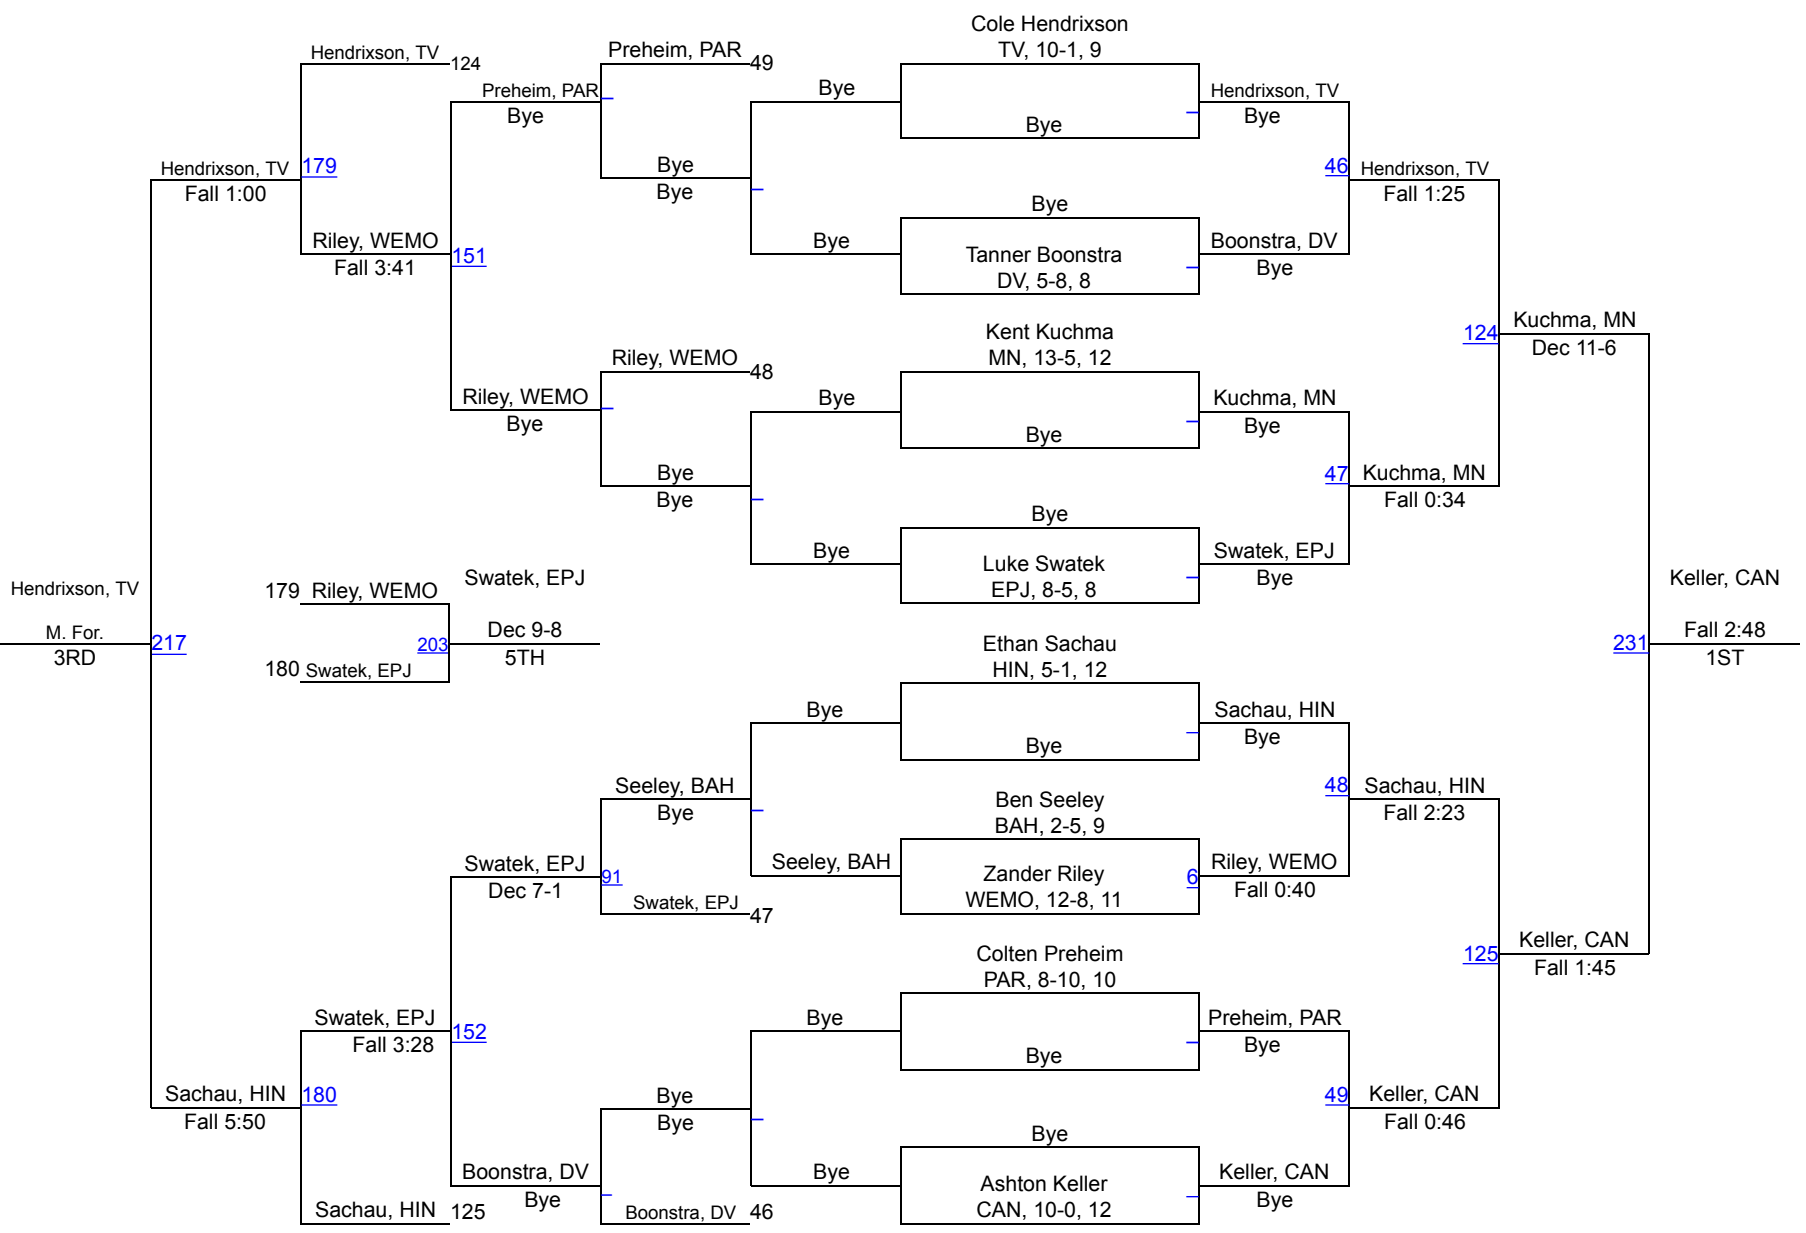 Cole Hendrixson
TV, 10-1, 9
Hendrixson, TV
124
Preheim, PAR
49
Preheim, PAR
Bye
Bye
Bye
Hendrixson, TV
Bye
Hendrixson, TV
Fall 1:00
179
Bye
Bye
46
Hendrixson, TV
Fall 1:25
Riley, WEMO
Fall 3:41
151
Bye
Bye
Tanner Boonstra
DV, 5-8, 8
Boonstra, DV
Bye
Kent Kuchma
MN, 13-5, 12
124
Kuchma, MN
Dec 11-6
Riley, WEMO
48
Riley, WEMO
Bye
Bye
Bye
Kuchma, MN
Bye
Bye
Bye
47
Kuchma, MN
Fall 0:34
Bye
Bye
Luke Swatek
EPJ, 8-5, 8
Swatek, EPJ
Bye
Hendrixson, TV
M. For.
3RD
217
179 Riley, WEMO
180 Swatek, EPJ
203
Swatek, EPJ
Dec 9-8
5TH
Keller, CAN
231
Fall 2:48
1ST
Ethan Sachau
HIN, 5-1, 12
Bye
Bye
Sachau, HIN
Bye
Seeley, BAH
Bye
48
Sachau, HIN
Fall 2:23
Ben Seeley
BAH, 2-5, 9
Swatek, EPJ
Dec 7-1
91
Seeley, BAH
Zander Riley
WEMO, 12-8, 11
6
Riley, WEMO
Fall 0:40
Swatek, EPJ
47
Colten Preheim
PAR, 8-10, 10
125
Keller, CAN
Fall 1:45
Swatek, EPJ
Fall 3:28
152
Bye
Bye
Preheim, PAR
Bye
Sachau, HIN
Fall 5:50
180
Bye
Bye
49
Keller, CAN
Fall 0:46
Boonstra, DV
Bye
Bye
Bye
Ashton Keller
CAN, 10-0, 12
Keller, CAN
Bye
Sachau, HIN
125
Boonstra, DV
46